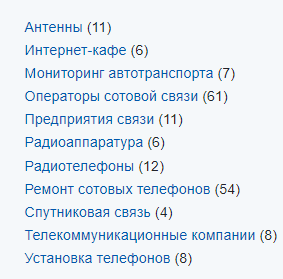 Антенны (11)
Интернет-кафе (6)
Мониторинг автотранспорта (7)
Операторы сотовой связи (61)
Предприятия связи (11)
Радиоаппаратура (6)
Радиотелефоны (12)
Ремонт сотовых телефонов (54)
Спутниковая связь (4)
Телекоммуникационные компании (8)
Установка телефонов (8)